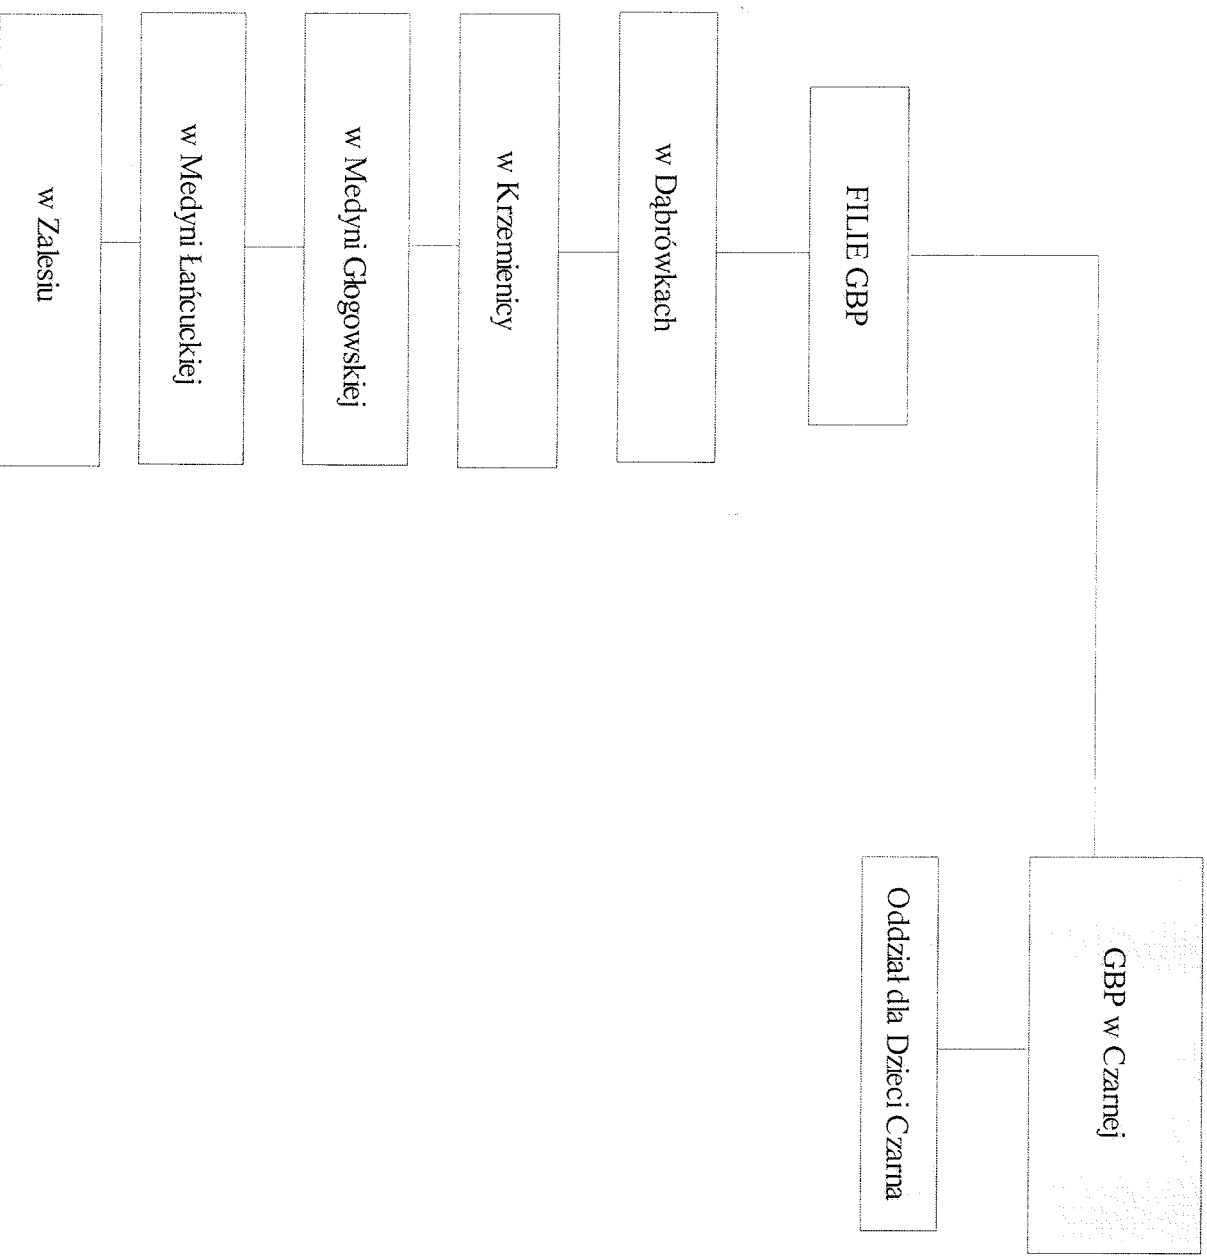 GBP w Czarnej
Oddział dla Dzieci Czarna
FILIE GBP
w Dąbrówkach
w Krzemienicy
w Medyni Głogowskiej
w Medyni Łańcuckiej
w Zalesiu